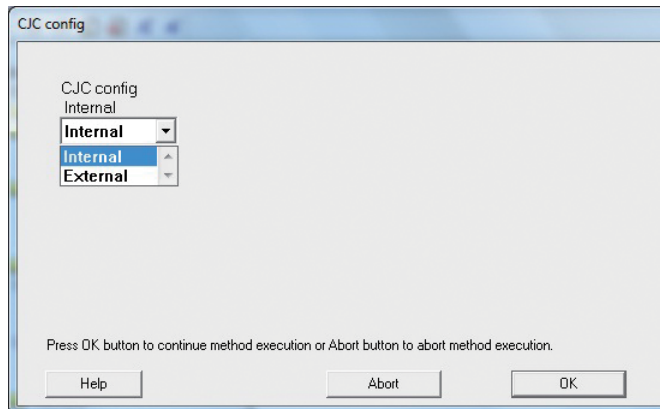 CJC config
CJC config
Internal
Internal
Internal
External
Press OK button to continue method execution or Abort button to abort method execution.
Help Abort OK